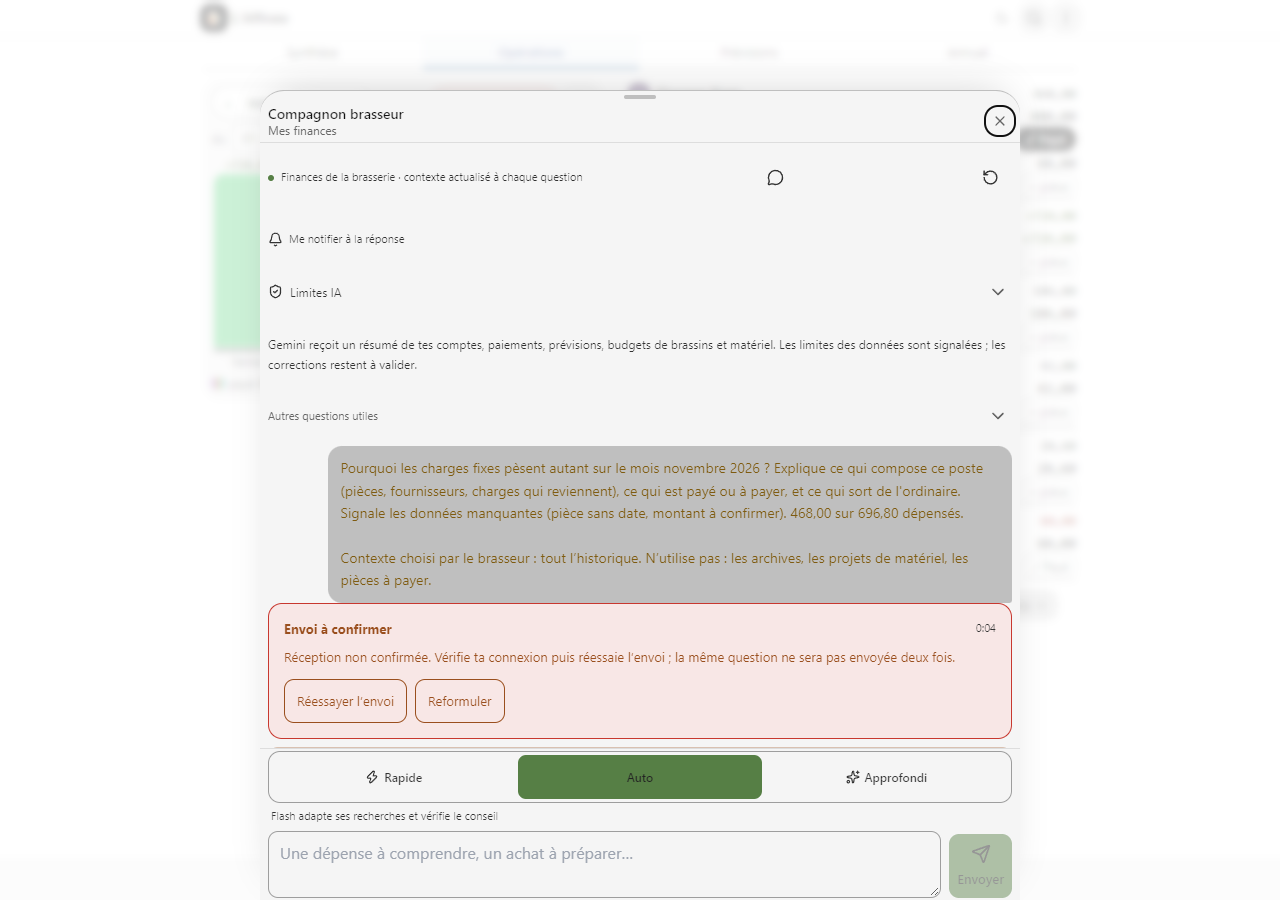 Compagnon brasseur
Mes finances
Finances de la brasserie · contexte actualisé à chaque question
Me notifier à la réponse
Limites IA
Gemini reçoit un résumé de tes comptes, paiements, prévisions, budgets de brassins et matériel. Les limites des données sont signalées ; les
corrections restent à valider.
Autres questions utiles
Pourquoi les charges fixes pèsent autant sur le mois novembre 2026 ? Explique ce qui compose ce poste
(pièces, fournisseurs, charges qui reviennent), ce qui est payé ou à payer, et ce qui sort de l'ordinaire.
Signale les données manquantes (pièce sans date, montant à confirmer). 468,00 sur 696,80 dépensés.
Contexte choisi par le brasseur : tout l'historique. N'utilise pas : les archives, les projets de matériel, les
pièces à payer.
Envoi à confirmer 0:04
Réception non confirmée. Vérifie ta connexion puis réessaie l'envoi ; la même question ne sera pas envoyée deux fois.
Réessayer l'envoi Reformuler
Rapide Auto Approfondi
Flash adapte ses recherches et vérifie le conseil
Une dépense à comprendre, un achat à préparer...
Envoyer